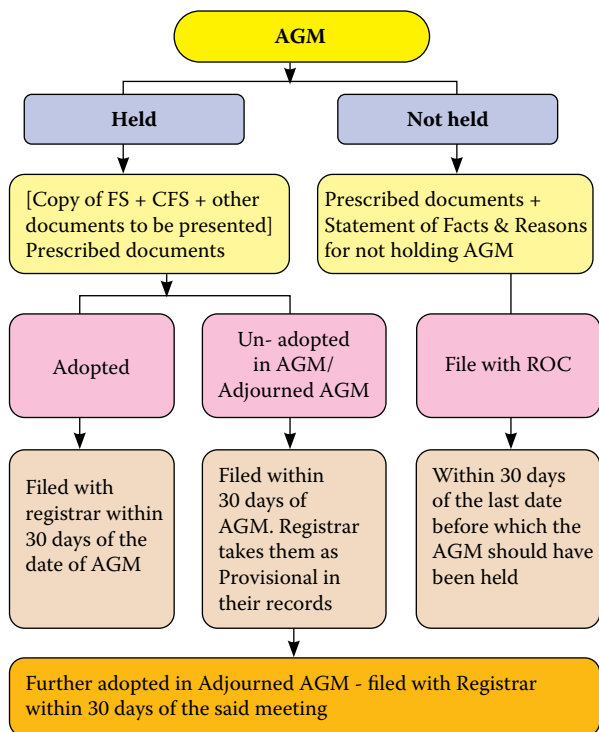 AGM
Held
Not held
[Copy of FS + CFS + other
documents to be presented]
Prescribed documents
Prescribed documents +
Statement of Facts & Reasons
for not holding AGM
Adopted
Un- adopted
in AGM/
Adjourned AGM
File with ROC
Filed with
registrar within
30 days of the
date of AGM
Filed within
30 days of
AGM. Registrar
takes them as
Provisional in
their records
Within 30 days
of the last date
before which the
AGM should have
been held
Further adopted in Adjourned AGM - filed with Registrar
within 30 days of the said meeting